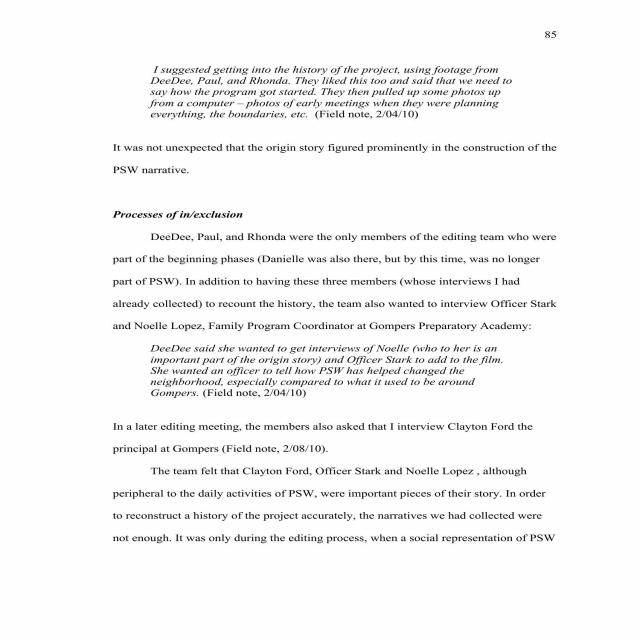 85
I suggested getting into the history of the project, using footage from
DeeDee, Paul, and Rhonda. They liked this too and said that we need to
say how the program got started. They then pulled up some photos up
from a computer – photos of early meetings when they were planning
everything, the boundaries, etc.  (Field note, 2/04/10)
It was not unexpected that the origin story figured prominently in the construction of the
PSW narrative.
Processes of in/exclusion
DeeDee, Paul, and Rhonda were the only members of the editing team who were
part of the beginning phases (Danielle was also there, but by this time, was no longer
part of PSW). In addition to having these three members (whose interviews I had
already collected) to recount the history, the team also wanted to interview Officer Stark
and Noelle Lopez, Family Program Coordinator at Gompers Preparatory Academy:
DeeDee said she wanted to get interviews of Noelle (who to her is an
important part of the origin story) and Officer Stark to add to the film.
She wanted an officer to tell how PSW has helped changed the
neighborhood, especially compared to what it used to be around
Gompers. (Field note, 2/04/10)
In a later editing meeting, the members also asked that I interview Clayton Ford the
principal at Gompers (Field note, 2/08/10).
The team felt that Clayton Ford, Officer Stark and Noelle Lopez , although
peripheral to the daily activities of PSW, were important pieces of their story. In order
to reconstruct a history of the project accurately, the narratives we had collected were
not enough. It was only during the editing process, when a social representation of PSW